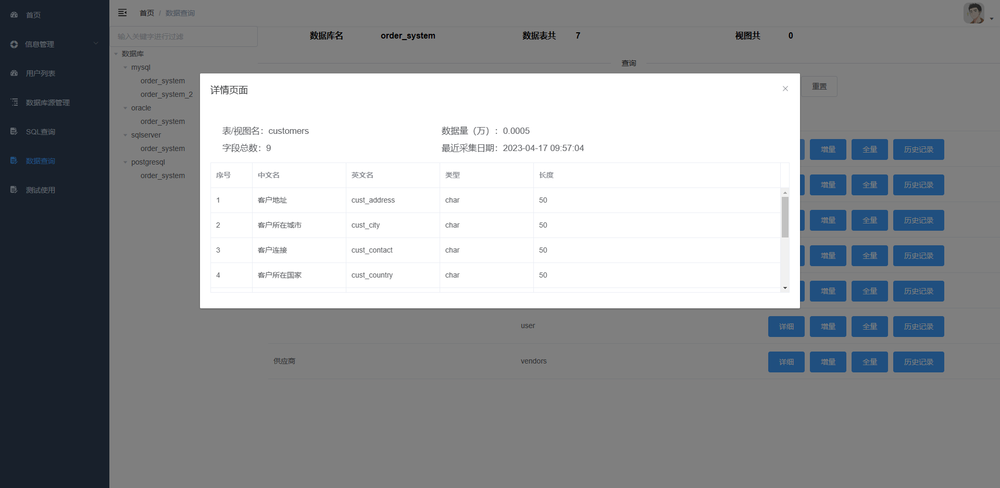 首页
信息管理
用户列表
数据库源管理
SQL查询
数据查询
测试使用
首页 / 数据查询
输入关键字进行过滤
数据库
mysql
order_system
order_system_2
oracle
order_system
sqlserver
order_system
postgresql
order_system
数据库名 order_system 数据表共 7 视图共 0
查询
重置
详情页面
表/视图名：customers 数据量（万）：0.0005
字段总数：9 最近采集日期：2023-04-17 09:57:04
序号 中文名 英文名 类型 长度
1 客户地址 cust_address char 50
2 客户所在城市 cust_city char 50
3 客户连接 cust_contact char 50
4 客户所在国家 cust_country char 50
增量 全量 历史记录
增量 全量 历史记录
增量 全量 历史记录
增量 全量 历史记录
增量 全量 历史记录
user 详细 增量 全量 历史记录
供应商 vendors 详细 增量 全量 历史记录